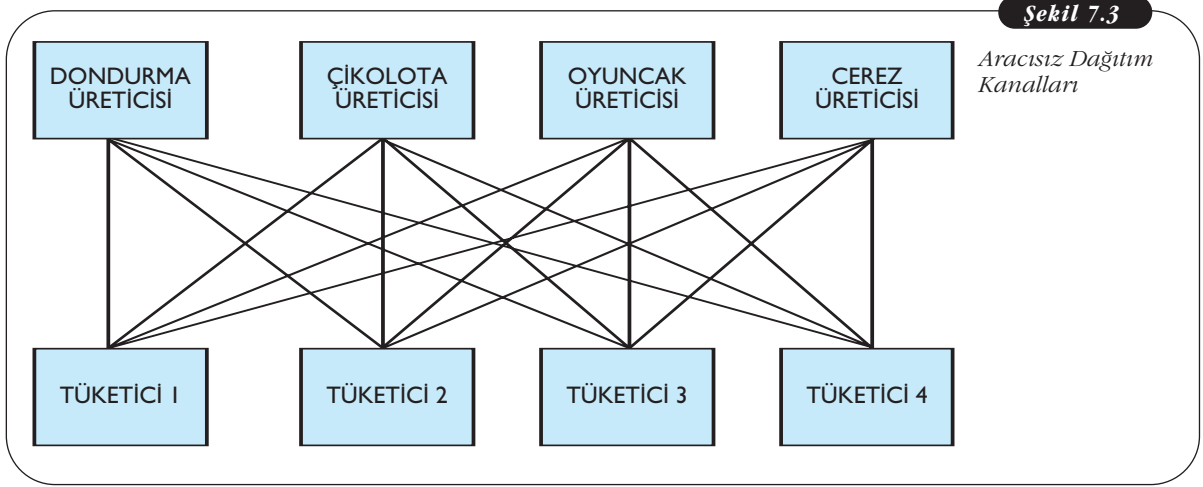 Şekil 7.3
Aracısız Dağıtım
Kanalları
DONDURMA
ÜRETİCİSİ
ÇİKOLOTA
ÜRETİCİSİ
OYUNCAK
ÜRETİCİSİ
CEREZ
ÜRETİCİSİ
TÜKETİCİ 1
TÜKETİCİ 2
TÜKETİCİ 3
TÜKETİCİ 4